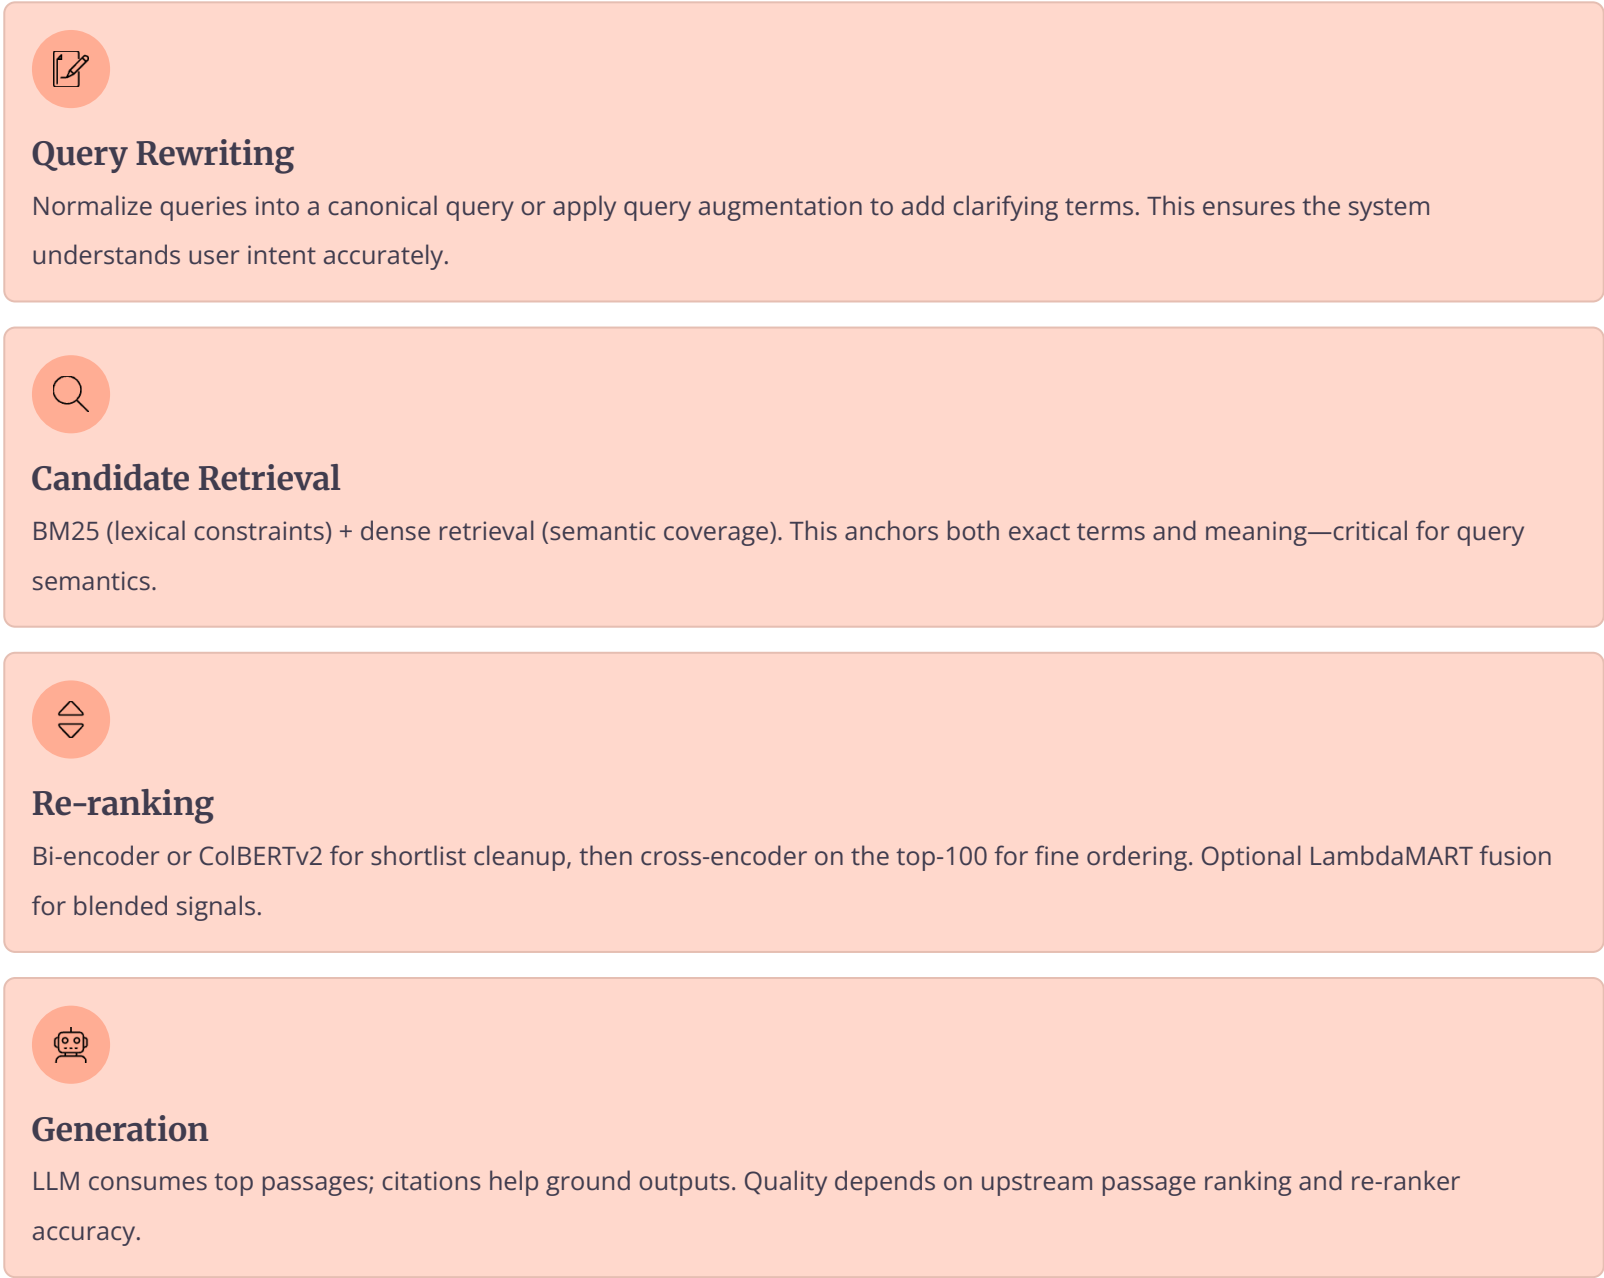 Query Rewriting
Normalize queries into a canonical query or apply query augmentation to add clarifying terms. This ensures the system
understands user intent accurately.
Candidate Retrieval
BM25 (lexical constraints) + dense retrieval (semantic coverage). This anchors both exact terms and meaning—critical for query
semantics.
Re-ranking
Bi-encoder or ColBERTv2 for shortlist cleanup, then cross-encoder on the top-100 for fine ordering. Optional LambdaMART fusion
for blended signals.
Generation
LLM consumes top passages; citations help ground outputs. Quality depends on upstream passage ranking and re-ranker
accuracy.